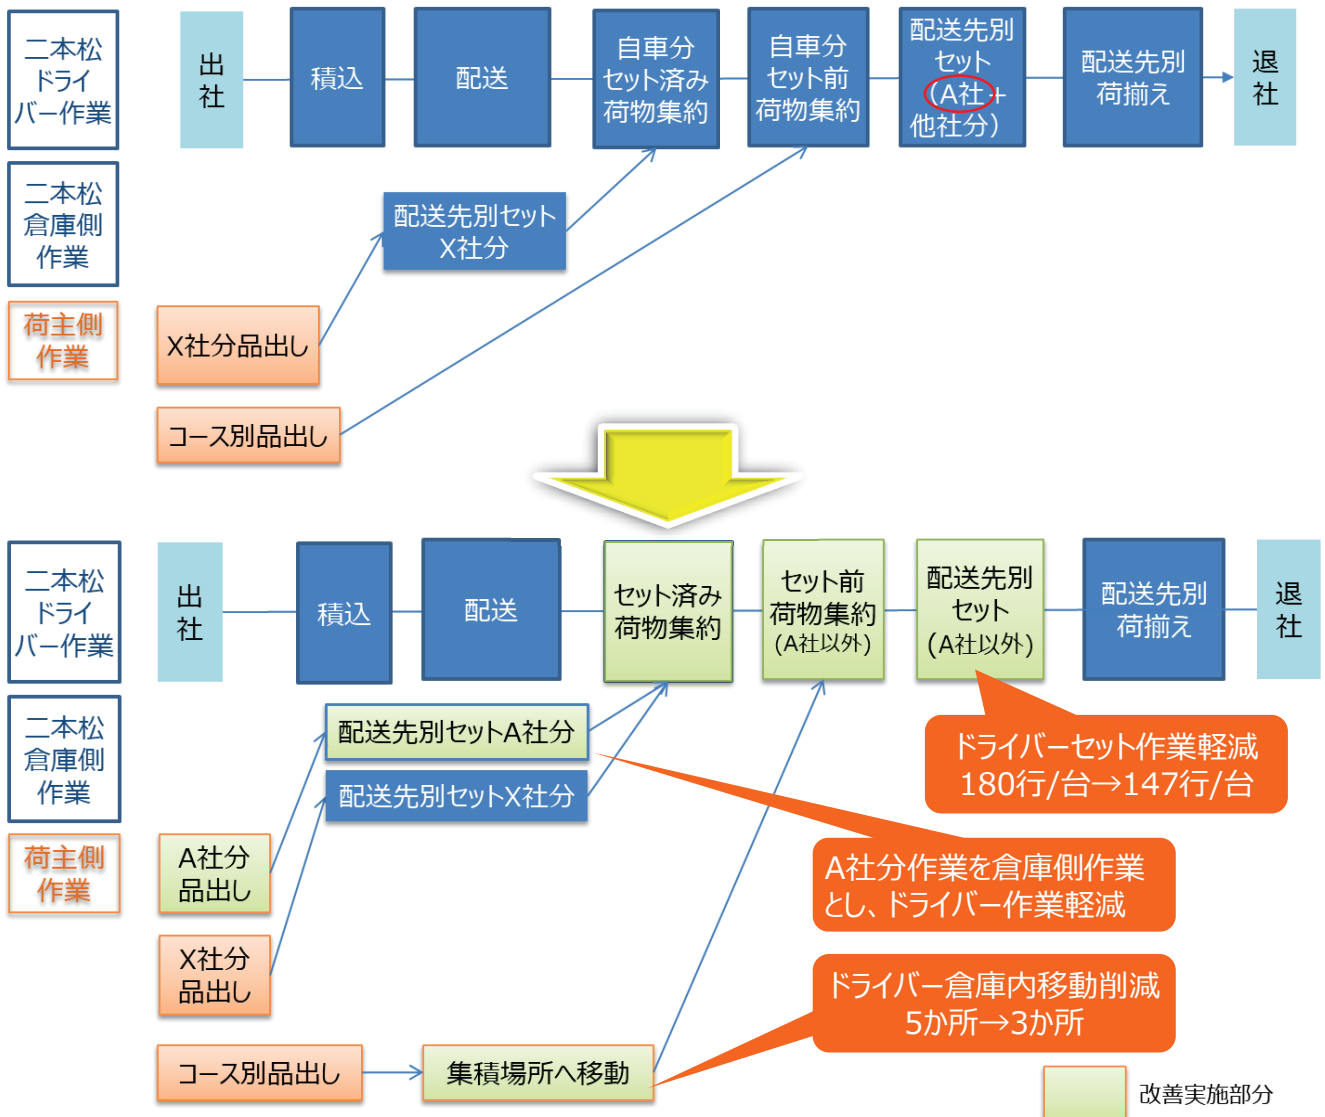 二本松
ドライ
バー作業
出
社
積込
配送
自車分
セット済み
荷物集約
自車分
セット前
荷物集約
配送先別
セット
(A社+
他社分)
配送先別
荷揃え
退
社
二本松
倉庫側
作業
配送先別セット
X社分
荷主側
作業
X社分品出し
コース別品出し
二本松
ドライ
バー作業
出
社
積込
配送
セット済み
荷物集約
セット前
荷物集約
(A社以外)
配送先別
セット
(A社以外)
配送先別
荷揃え
退
社
二本松
倉庫側
作業
配送先別セットA社分
配送先別セットX社分
ドライバーセット作業軽減
180行/台→147行/台
荷主側
作業
A社分
品出し
A社分作業を倉庫側作業
とし、ドライバー作業軽減
X社分
品出し
ドライバー倉庫内移動削減
5か所→3か所
コース別品出し
集積場所へ移動
改善実施部分